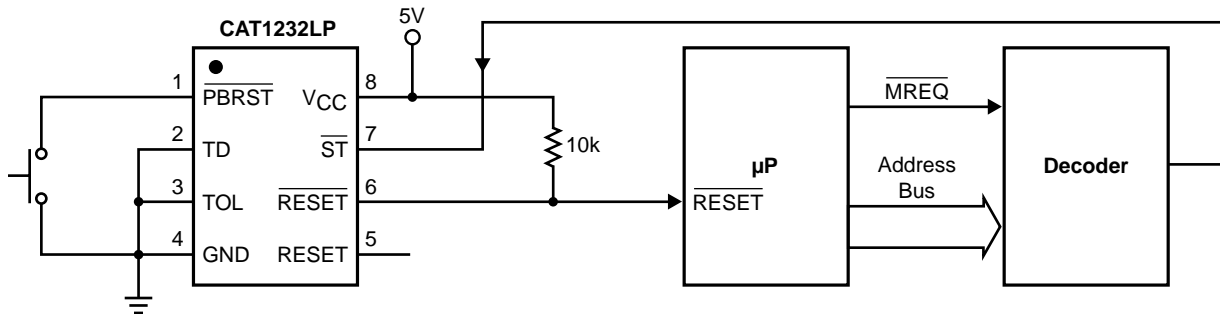 CAT1232LP
5V
1
PBRST
VCC
8
2
TD
ST
7
3
TOL
RESET
6
4
GND
RESET
5
10k
µP
RESET
MREQ
Address
Bus
Decoder